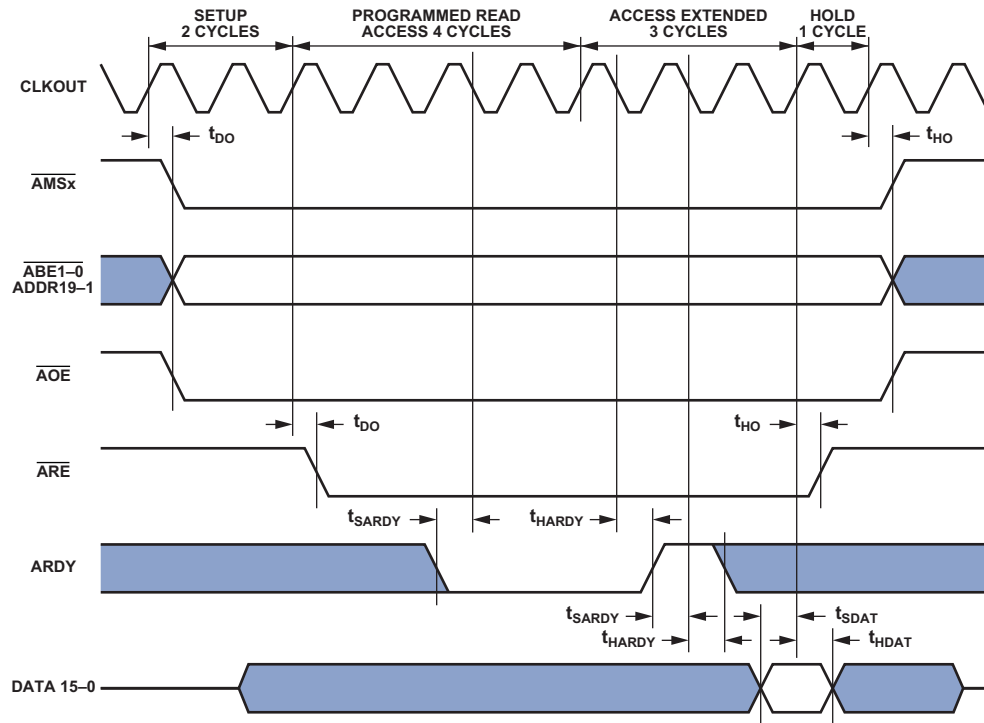 SETUP
2 CYCLES
PROGRAMMED READ
ACCESS 4 CYCLES
ACCESS EXTENDED
3 CYCLES
HOLD
1 CYCLE
CLKOUT
tDO
tHO
AMSx
ABE1–0
ADDR19–1
AOE
tDO
tHO
ARE
tSARDY
tHARDY
ARDY
tSARDY
tSDAT
tHARDY
tHDAT
DATA 15–0